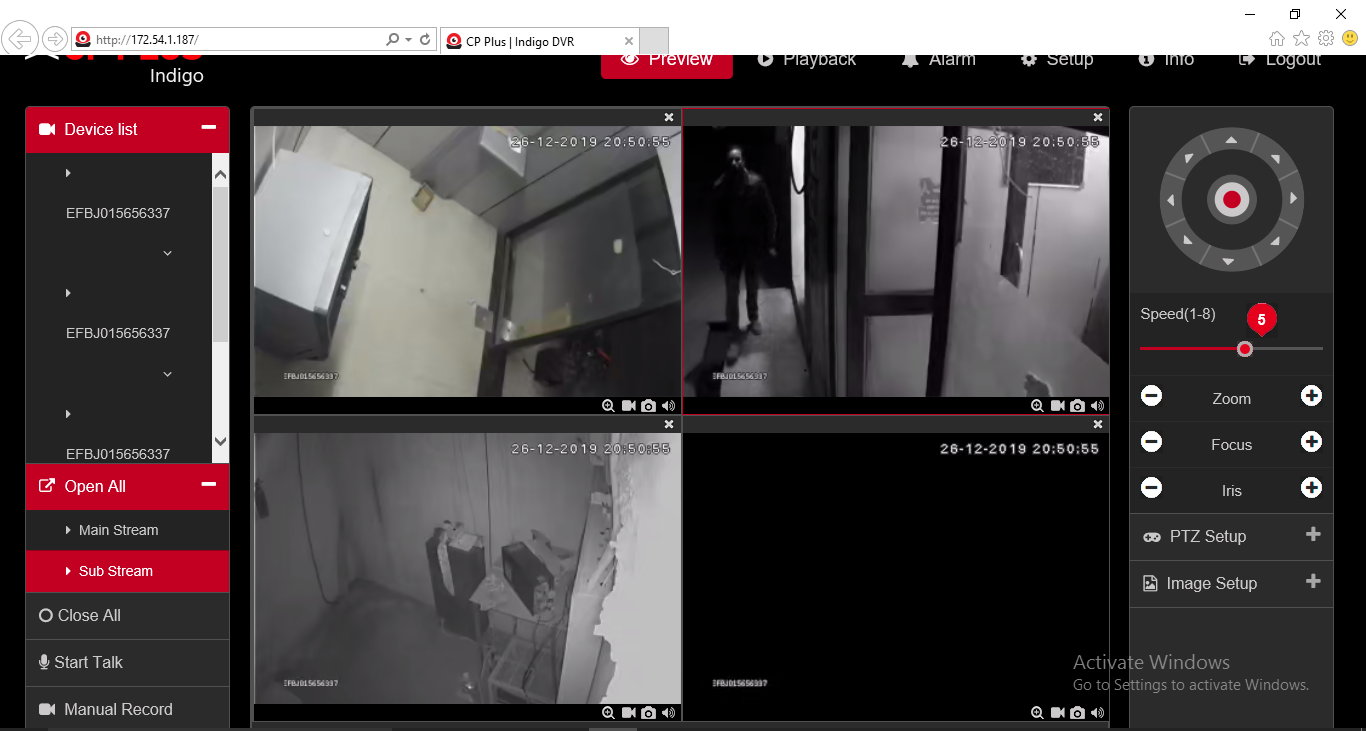 http://172.54.1.187/
CP Plus | Indigo DVR
CP PLUS
Indigo
Preview
Playback
Alarm
Setup
Info
Logout
Device list
EFBJ015656337
EFBJ015656337
EFBJ015656337
Open All
Main Stream
Sub Stream
Close All
Start Talk
Manual Record
26-12-2019 20:50:55
EFBJ015656337
26-12-2019 20:50:55
EFBJ015656337
26-12-2019 20:50:55
EFBJ015656337
26-12-2019 20:50:55
EFBJ015656337
Speed(1-8)
5
Zoom
Focus
Iris
PTZ Setup
Image Setup
Activate Windows
Go to Settings to activate Windows.